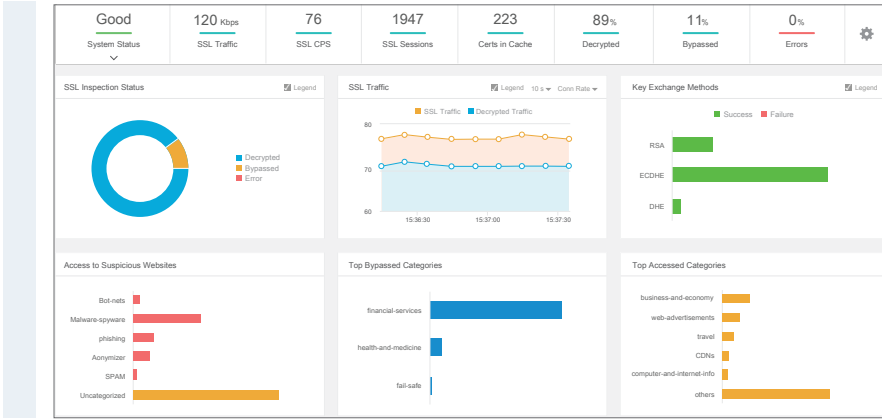 Good
120 Kbps
76
1947
223
89%
11%
0%
System Status
SSL Traffic
SSL CPS
SSL Sessions
Certs in Cache
Decrypted
Bypassed
Errors
SSL Inspection Status
Legend
Decrypted
Bypassed
Error
SSL Traffic
Legend 10 s Conn Rate
SSL Traffic Decrypted Traffic
80
70
60
15:36:30 15:37:00 15:37:30
Key Exchange Methods
Legend
Success Failure
RSA
ECDHE
DHE
Access to Suspicious Websites
Bot-nets
Malware-spyware
phishing
Aonymizer
SPAM
Uncategorized
Top Bypassed Categories
financial-services
health-and-medicine
fail-safe
Top Accessed Categories
business-and-economy
web-advertisements
travel
CDNs
computer-and-internet-info
others